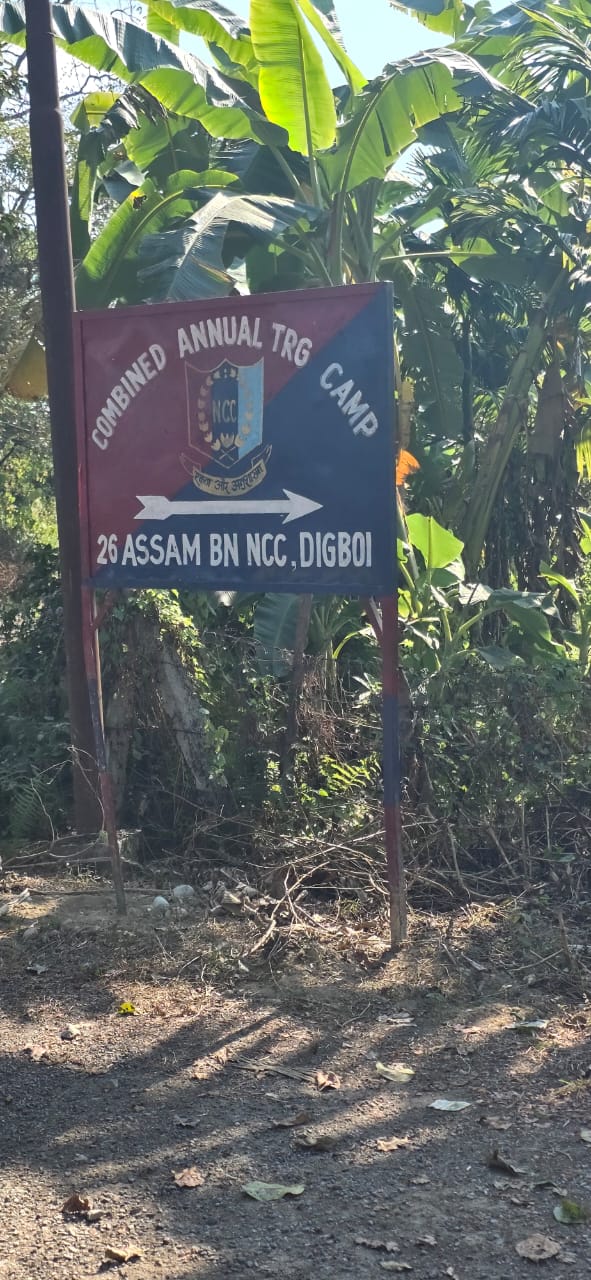 COMBINED ANNUAL TRG CAMP
NCC
एकता और अनुशासन
26 ASSAM BN NCC, DIGBOI